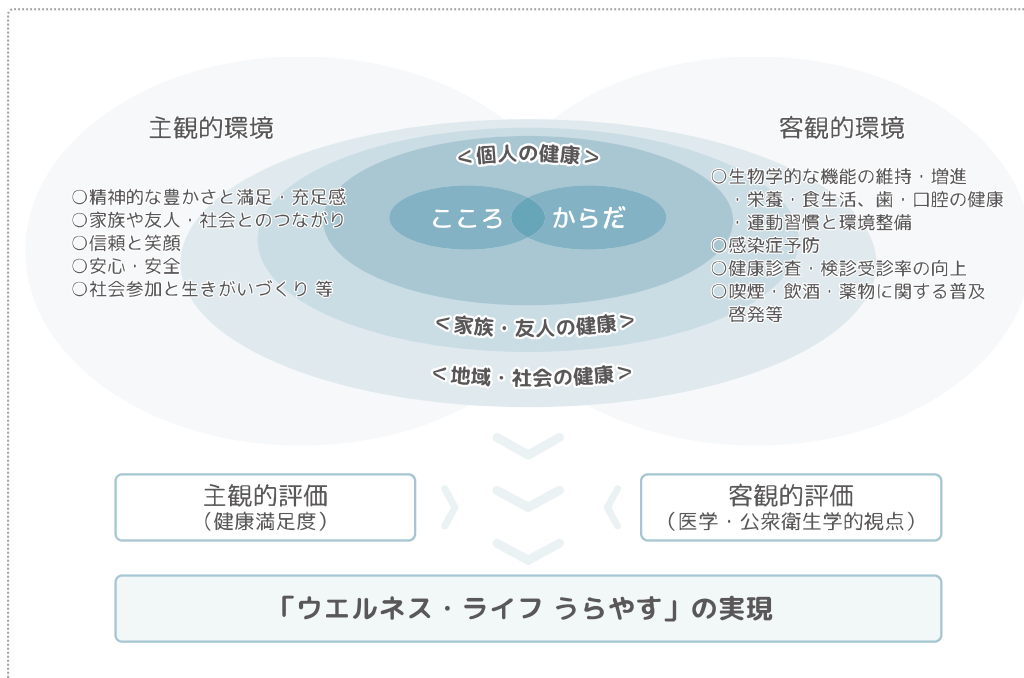 主観的環境
○精神的な豊かさと満足・充足感
○家族や友人・社会とのつながり
○信頼と笑顔
○安心・安全
○社会参加と生きがいづくり 等
<個人の健康>
こころ
からだ
<家族・友人の健康>
<地域・社会の健康>
客観的環境
○生物学的な機能の維持・増進
・栄養・食生活、歯・口腔の健康
・運動習慣と環境整備
○感染症予防
○健康診査・検診受診率の向上
○喫煙・飲酒・薬物に関する普及
啓発等
主観的評価
(健康満足度)
客観的評価
(医学・公衆衛生学的視点)
「ウエルネス・ライフ うらやす」の実現